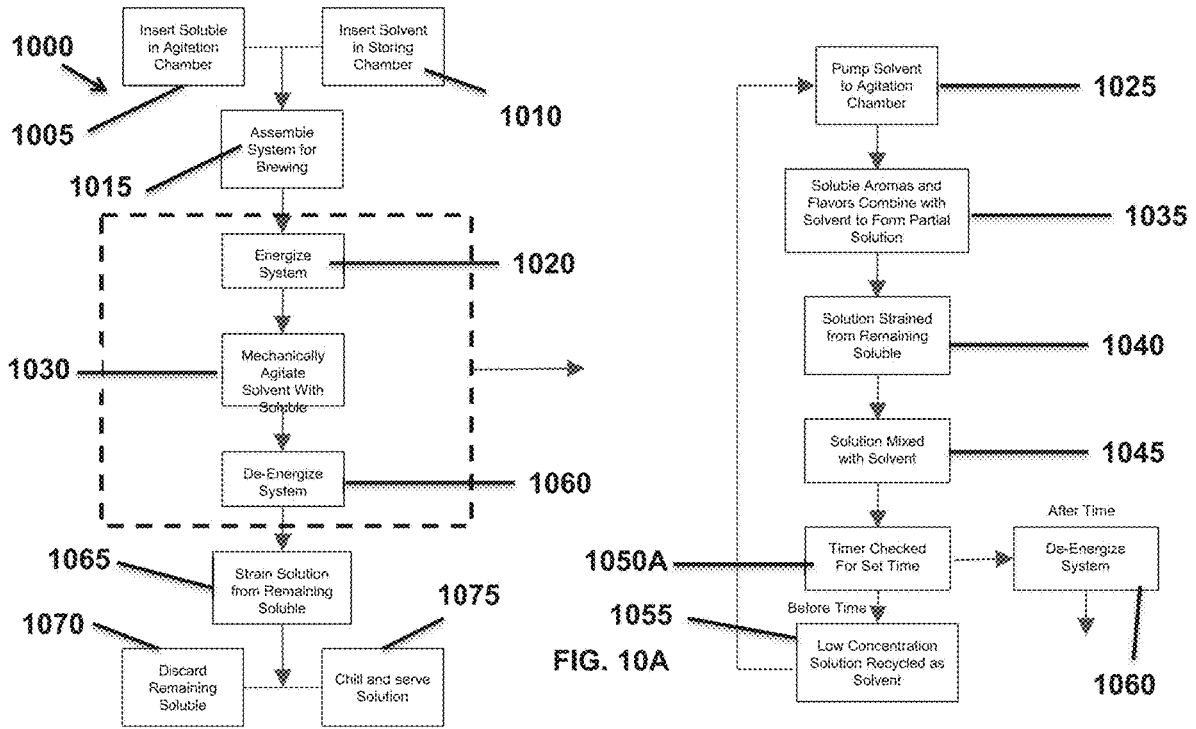 1000
Insert Soluble
in Agitation
Chamber
1005
Insert Solvent
in Storing
Chamber
1010
Assemble
System for
Brewing
1015
Energize
System
1020
Mechanically
Agitate
Solvent With
Soluble
1030
De-Energize
System
1060
Strain Solution
from Remaining
Soluble
1065
Discard
Remaining
Soluble
1070
Chill and serve
Solution
1075
Pump Solvent
to Agitation
Chamber
1025
Soluble Aromas and
Flavors Combine with
Solvent to Form Partial
Solution
1035
Solution Strained
from Remaining
Soluble
1040
Solution Mixed
with Solvent
1045
Timer Checked
For Set Time
1050A
After Time
De-Energize
System
1060
Before Time
Low Concentration
Solution Recycled as
Solvent
1055
FIG. 10A